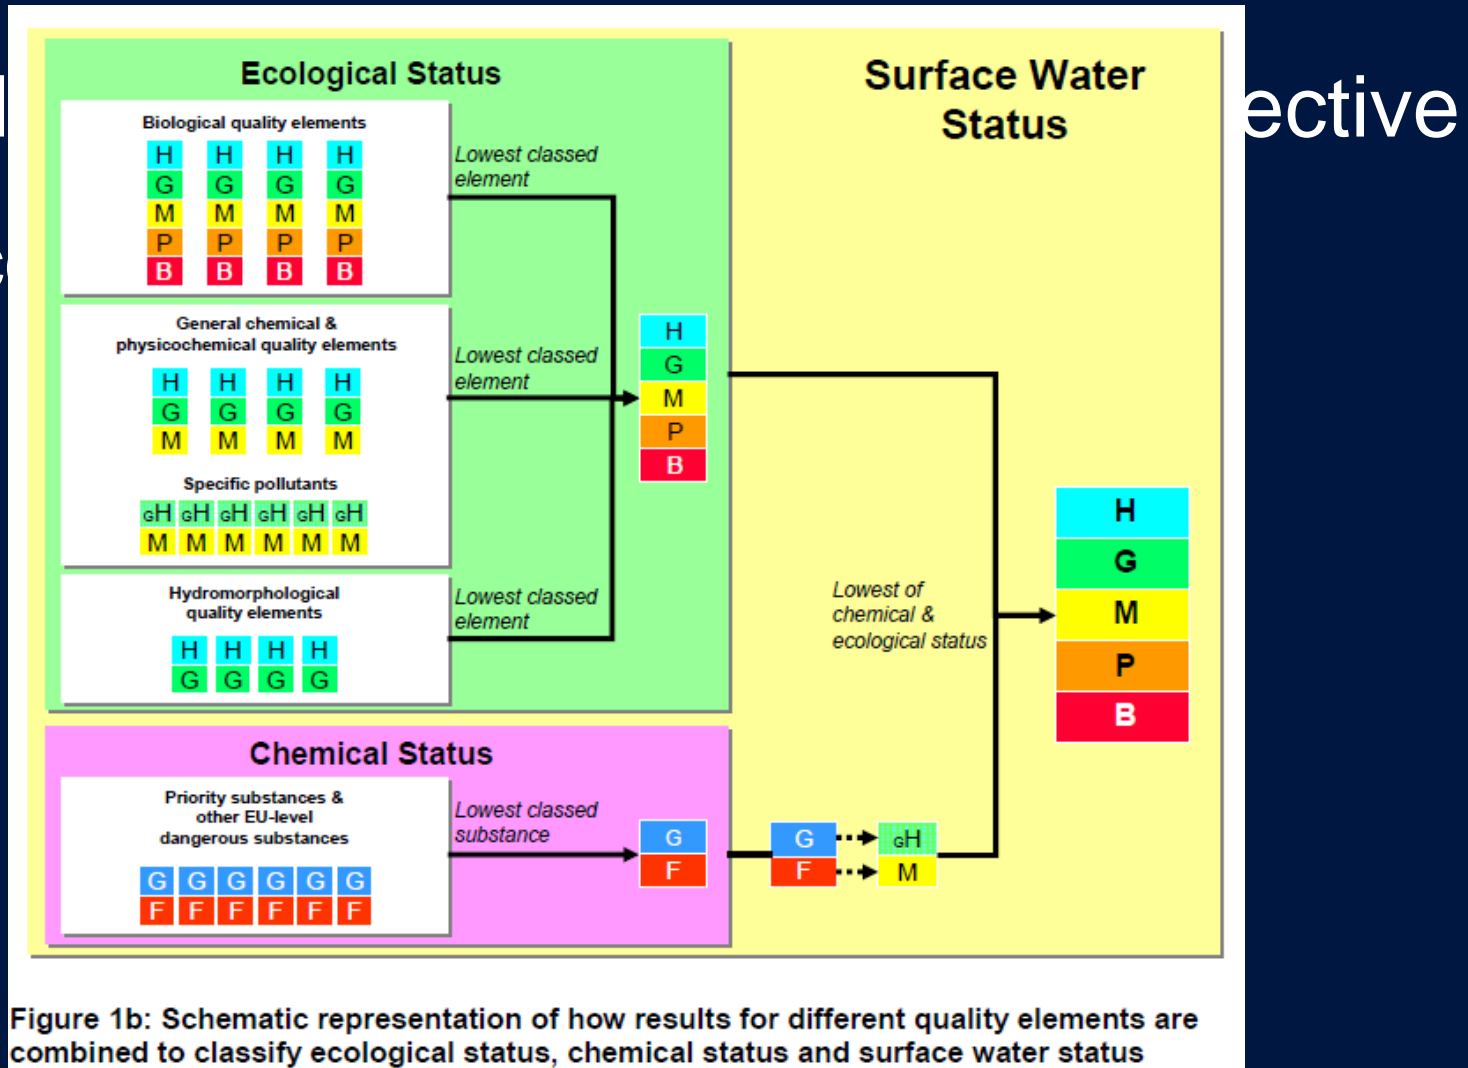 Ecological Status
Surface Water
Status
ective
Biological quality elements
H H H H
G G G G
M M M M
P P P P
B B B B
Lowest classed
element
General chemical &
physicochemical quality elements
H H H H
G G G G
M M M M
Lowest classed
element
Specific pollutants
GH GH GH GH GH GH
M M M M M M
Hydromorphological
quality elements
H H H H
G G G G
Lowest classed
element
H
G
M
P
B
Lowest of
chemical &
ecological status
H
G
M
P
B
Chemical Status
Priority substances &
other EU-level
dangerous substances
G G G G G G
F F F F F F
Lowest classed
substance
G
F
G
F
GH
M
Figure 1b: Schematic representation of how results for different quality elements are
combined to classify ecological status, chemical status and surface water status